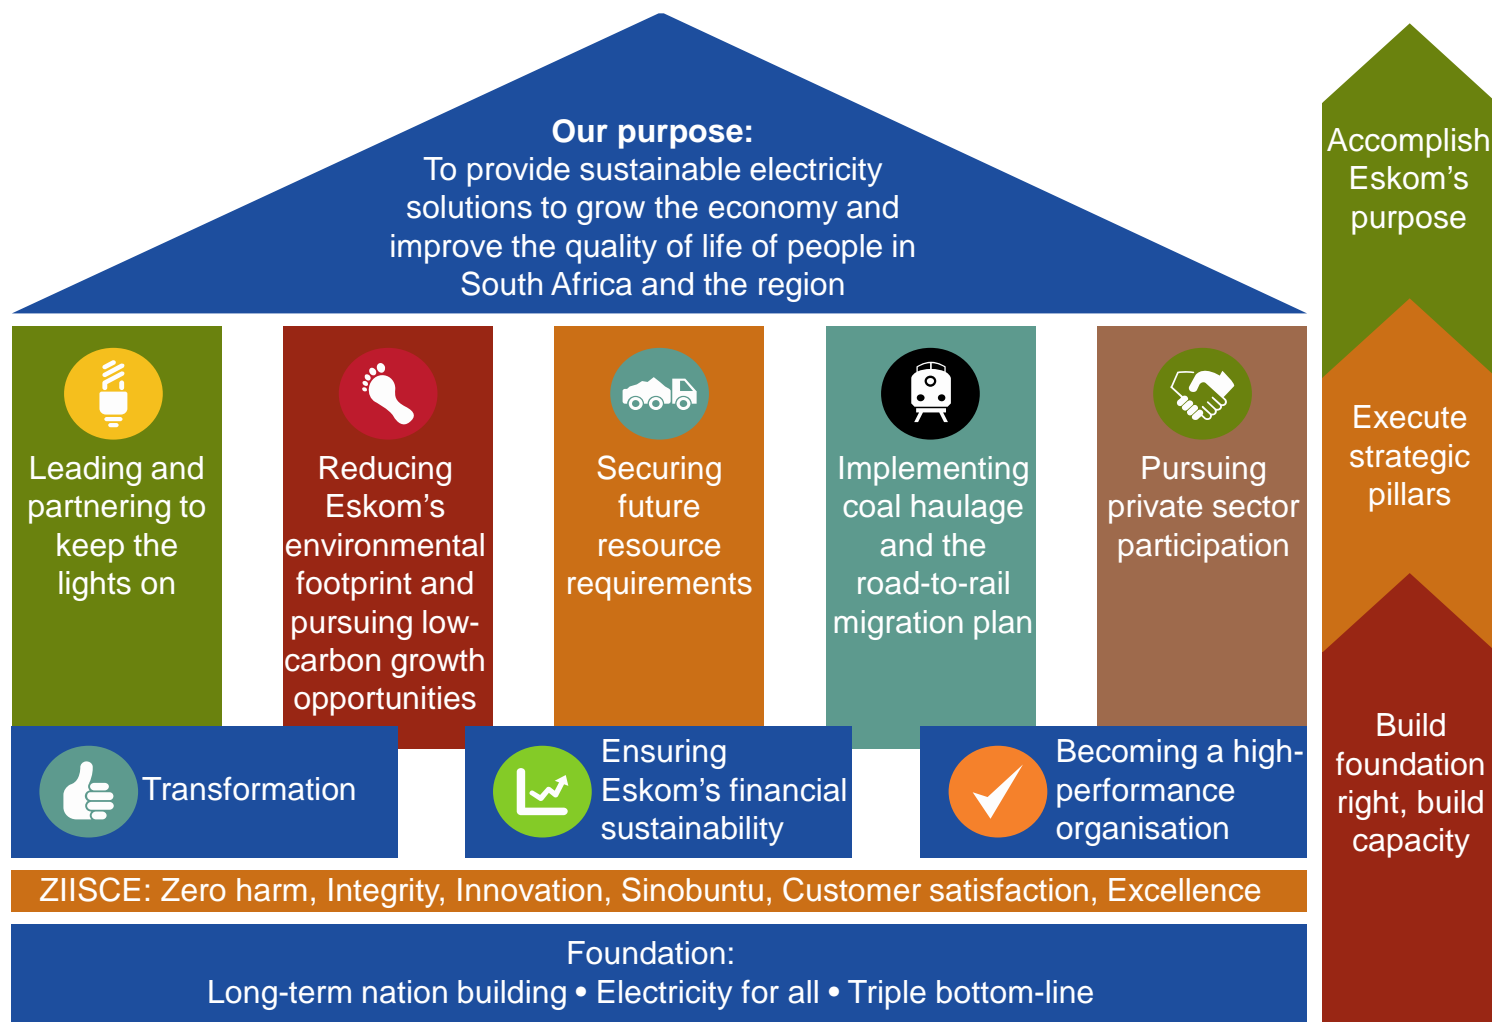 Our purpose:
To provide sustainable electricity
solutions to grow the economy and
improve the quality of life of people in
South Africa and the region
Leading and
partnering to
keep the
lights on
Reducing
Eskom’s
environmental
footprint and
pursuing low-
carbon growth
opportunities
Securing
future
resource
requirements
Implementing
coal haulage
and the
road-to-rail
migration plan
Pursuing
private sector
participation
Transformation
Ensuring
Eskom’s financial
sustainability
Becoming a high-
performance
organisation
ZIISCE: Zero harm, Integrity, Innovation, Sinobuntu, Customer satisfaction, Excellence
Foundation:
Long-term nation building • Electricity for all • Triple bottom-line
Accomplish
Eskom’s
purpose
Execute
strategic
pillars
Build
foundation
right, build
capacity